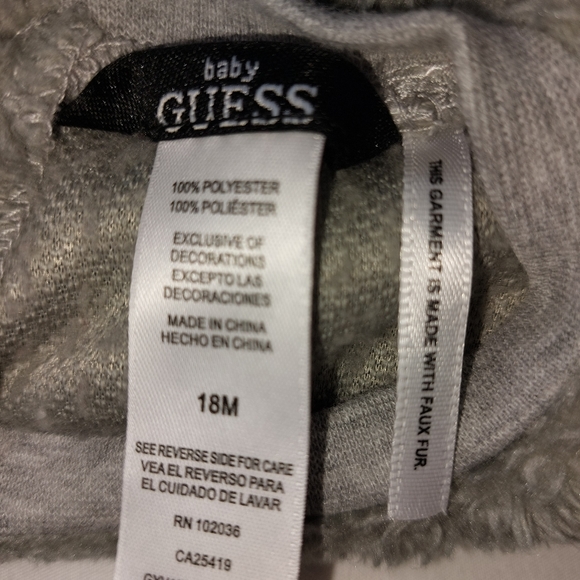 baby
GUESS
100% POLYESTER
100% POLIÉSTER
EXCLUSIVE OF
DECORATIONS
EXCEPTO LAS
DECORACIONES
MADE IN CHINA
HECHO EN CHINA
18M
SEE REVERSE SIDE FOR CARE
VEA EL REVERSO PARA
EL CUIDADO DE LAVAR
RN 102036
CA25419
THIS GARMENT IS MADE WITH FAUX FUR.